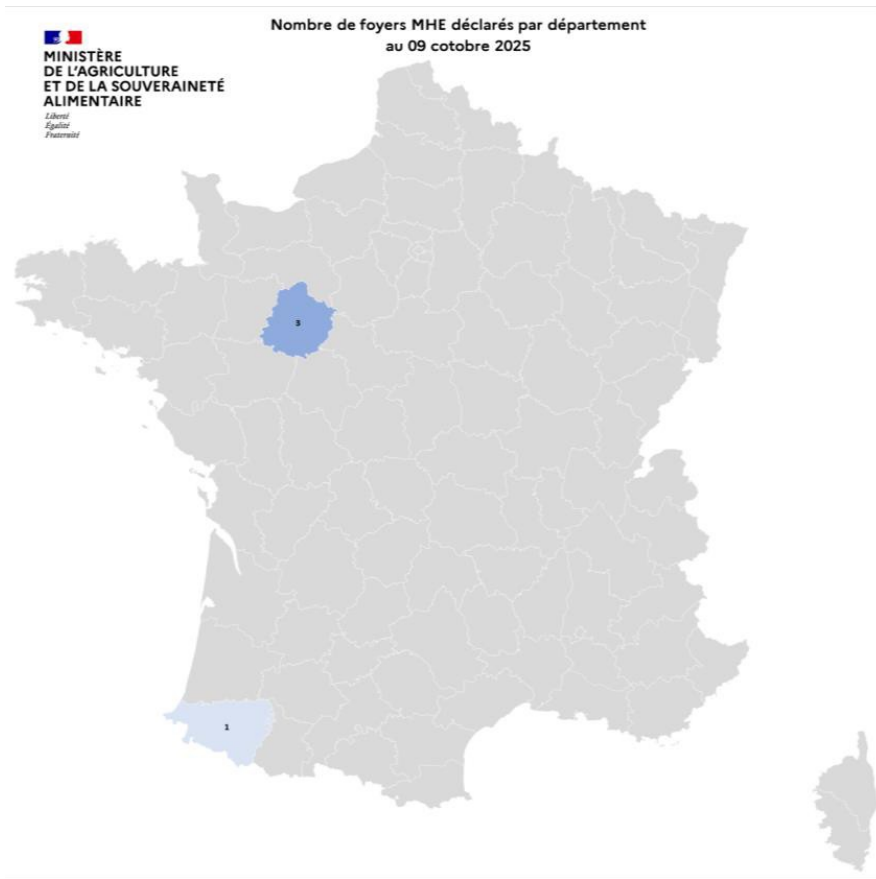 Nombre de foyers MHE déclarés par département
au 09 cotobre 2025
MINISTÈRE
DE L'AGRICULTURE
ET DE LA SOUVERAINETÉ
ALIMENTAIRE
Liberté
Égalité
Fraternité
3
1